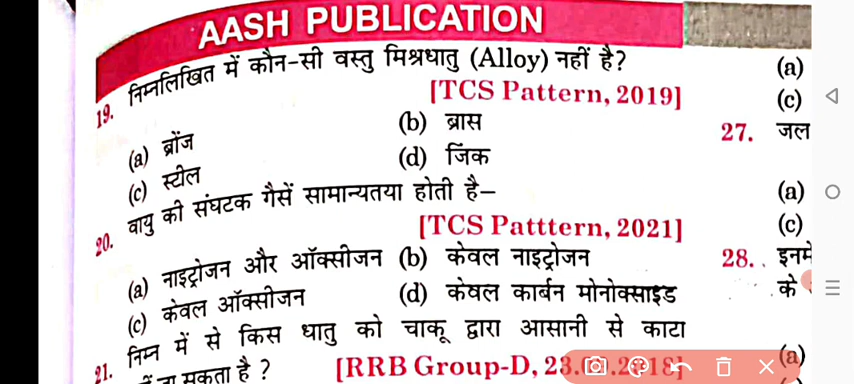 AASH PUBLICATION
19. निम्नलिखित में कौन-सी वस्तु मिश्रधातु (Alloy) नहीं है?
[TCS Pattern, 2019]
(a) ब्रोंज (b) ब्रास
(c) स्टील (d) जिंक
20. वायु की संघटक गैसें सामान्यतया होती है–
[TCS Patttern, 2021]
(a) नाइट्रोजन और ऑक्सीजन (b) केवल नाइट्रोजन
(c) केवल ऑक्सीजन (d) केवल कार्बन मोनोक्साइड
21. निम्न में से किस धातु को चाकू द्वारा आसानी से काटा
सकता है ? [RRB Group-D, 23.
(a)
(c)
27. जल
(a)
(c)
28. इनमे
के
(a)